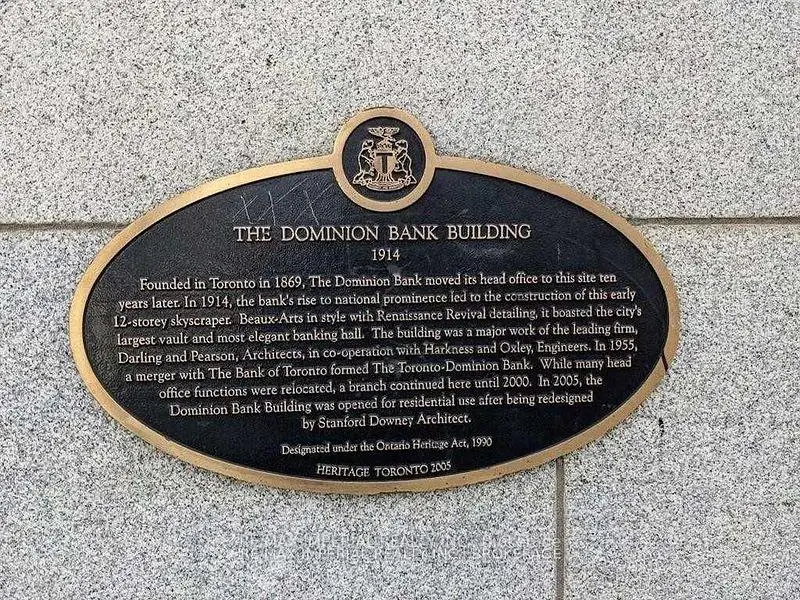 T
THE DOMINION BANK BUILDING
1914
Founded in Toronto in 1869, The Dominion Bank moved its head office to this site ten
years later. In 1914, the bank's rise to national prominence led to the construction of this early
12-storey skyscraper. Beaux-Arts in style with Renaissance Revival detailing, it boasted the city's
largest vault and most elegant banking hall. The building was a major work of the leading firm,
Darling and Pearson, Architects, in co-operation with Harkness and Oxley, Engineers. In 1955,
a merger with The Bank of Toronto formed The Toronto-Dominion Bank. While many head
office functions were relocated, a branch continued here until 2000. In 2005, the
Dominion Bank Building was opened for residential use after being redesigned
by Stanford Downey Architect.
Designated under the Ontario Heritage Act, 1990
HERITAGE TORONTO 2005